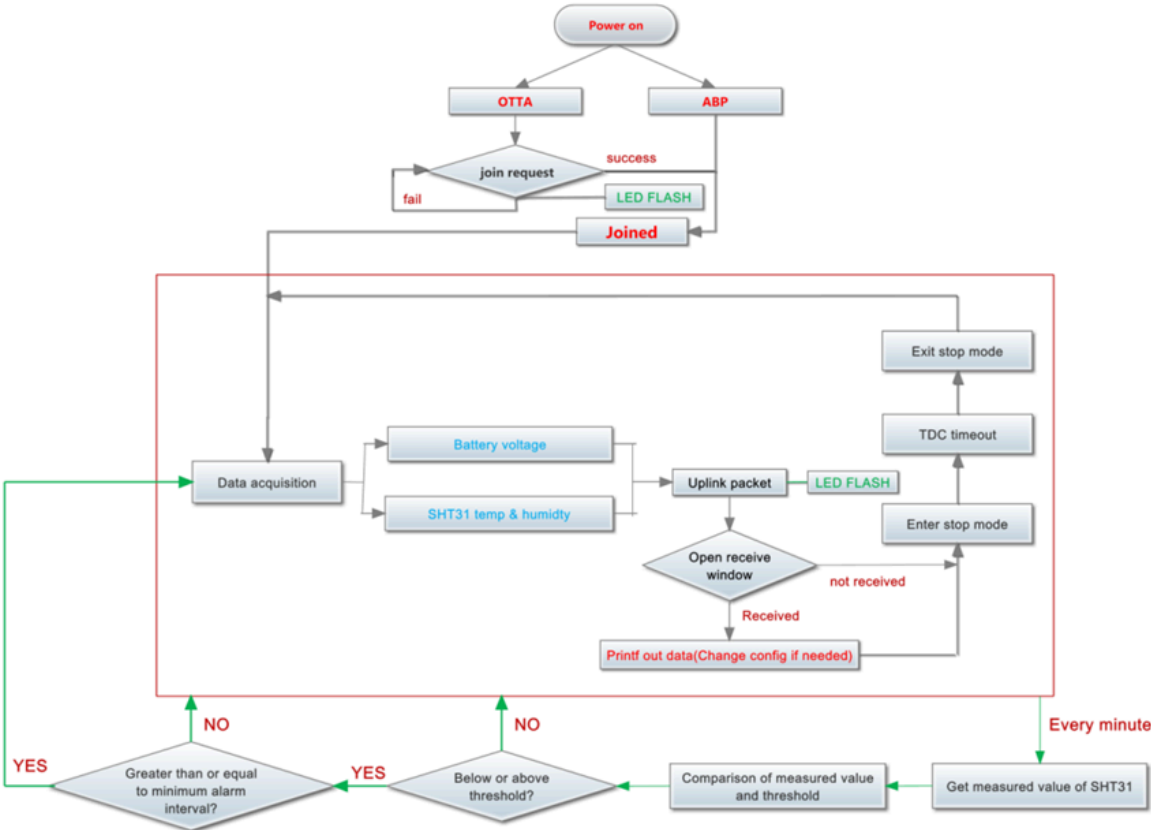 Power on
OTTA
ABP
join request
success
fail
LED FLASH
Joined
Exit stop mode
TDC timeout
Battery voltage
Data acquisition
Uplink packet
LED FLASH
SHT31 temp & humidty
Enter stop mode
Open receive
window
not received
Received
Printf out data(Change config if needed)
NO
NO
Every minute
YES
Greater than or equal
to minimum alarm
interval?
YES
Below or above
threshold?
Comparison of measured value
and threshold
Get measured value of SHT31